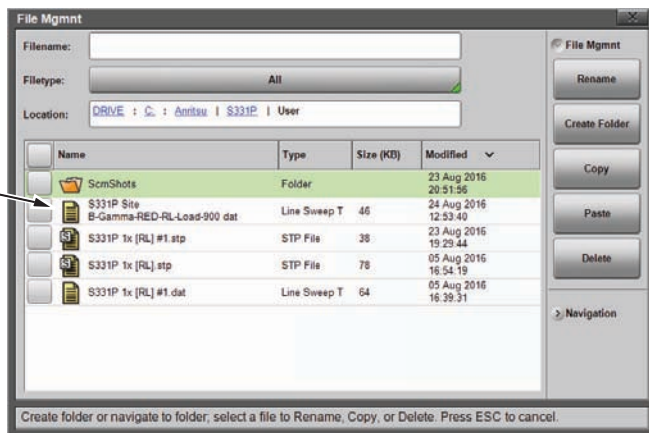 File Mgmnt
Filename:
File Mgmnt
Filetype:
All
Rename
Location:
DRIVE : C: : Anritsu | S331P | User
Create Folder
Name Type Size (KB) Modified
ScrnShots Folder 23 Aug 2016
20:51:56
Copy
S331P Site
B-Gamma-RED-RL-Load-900 dat Line Sweep T 46 24 Aug 2016
12:53:40
Paste
S331P 1x [RL] #1.stp STP File 38 23 Aug 2016
19:29:44
S331P 1x [RL].stp STP File 78 05 Aug 2016
16:54:19
Delete
S331P 1x [RL] #1.dat Line Sweep T 64 05 Aug 2016
16:39:31
Navigation
Create folder or navigate to folder, select a file to Rename, Copy, or Delete. Press ESC to cancel.